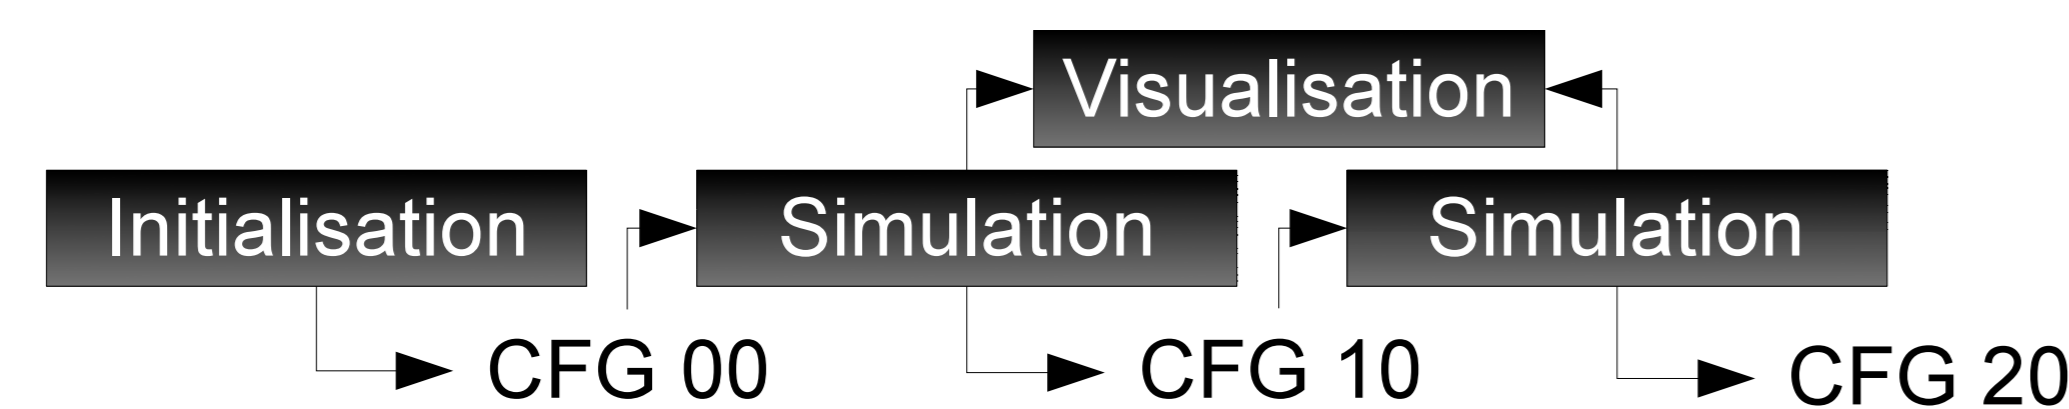 Visualisation
Initialisation
Simulation
Simulation
CFG 00
CFG 10
CFG 20